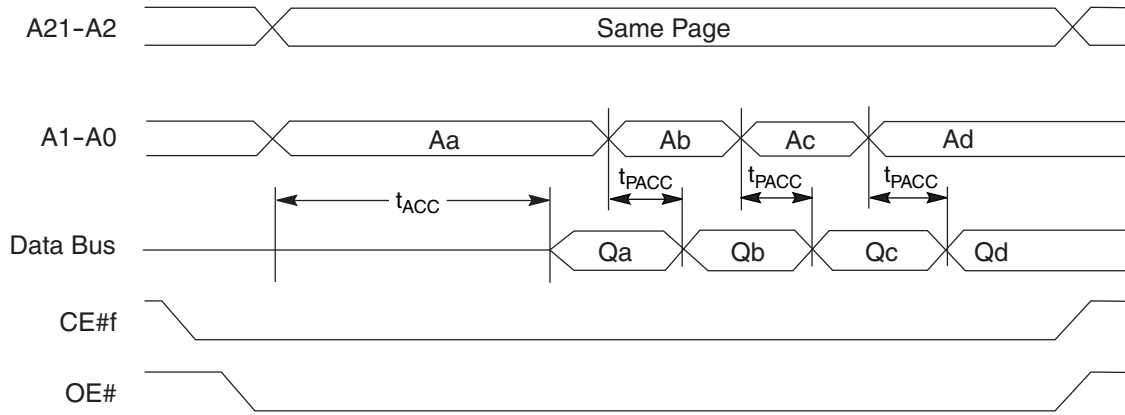 A21-A2
Same Page
A1-A0
Aa
Ab
Ac
Ad
tPACC
tPACC
tPACC
tACC
Data Bus
Qa
Qb
Qc
Qd
CE#f
OE#